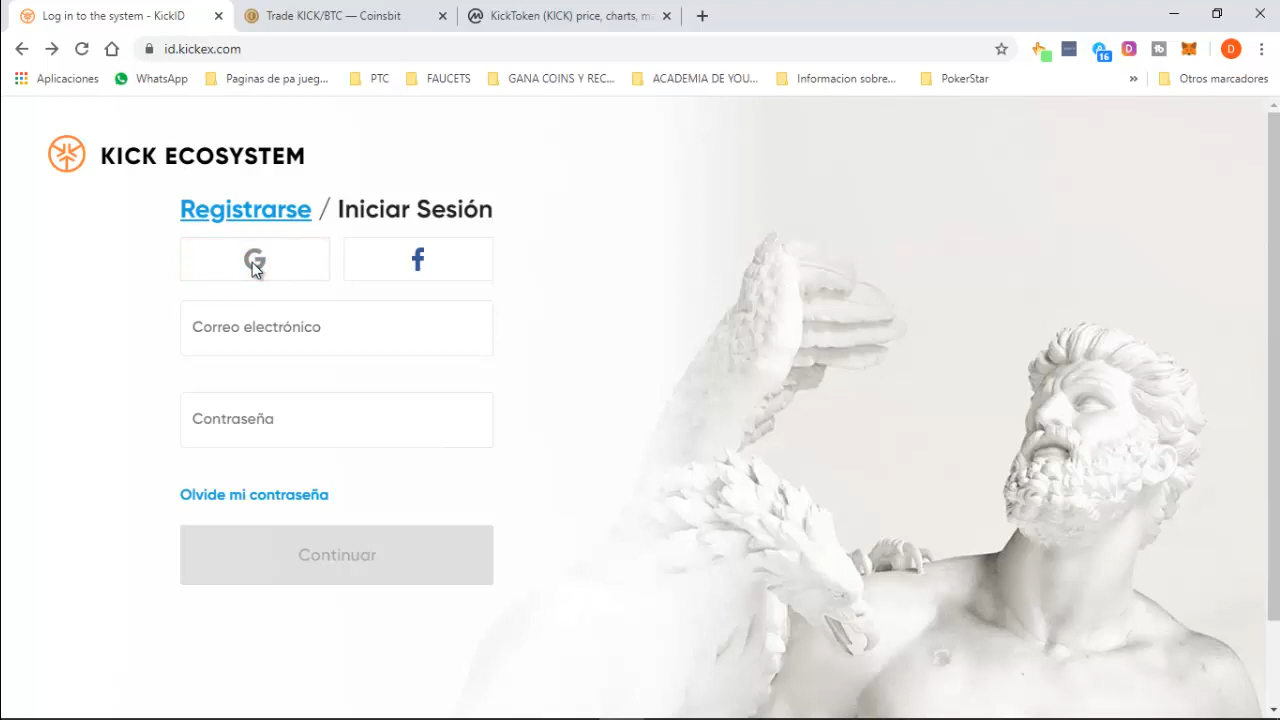 Log in to the system - KickID
Trade KICK/BTC — Coinsbit
KickToken (KICK) price, charts, ma
id.kickex.com
16
D
D
Aplicaciones
WhatsApp
Paginas de pa jueg...
PTC
FAUCETS
GANA COINS Y REC...
ACADEMIA DE YOU...
Informacion sobre...
PokerStar
»
Otros marcadores
KICK ECOSYSTEM
Registrarse / Iniciar Sesión
G
f
Correo electrónico
Contraseña
Olvide mi contraseña
Continuar